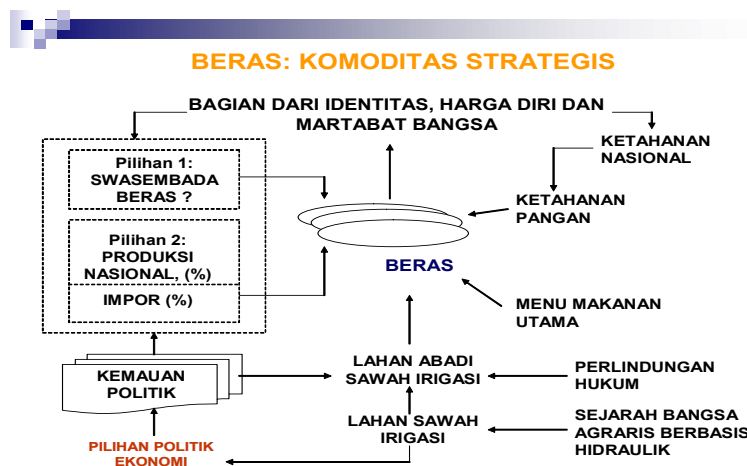 BERAS: KOMODITAS STRATEGIS
BAGIAN DARI IDENTITAS, HARGA DIRI DAN
MARTABAT BANGSA
Pilihan 1:
SWASEMBADA
BERAS ?
KETAHANAN
NASIONAL
KETAHANAN
PANGAN
Pilihan 2:
PRODUKSI
NASIONAL, (%)
IMPOR (%)
BERAS
MENU MAKANAN
UTAMA
KEMAUAN
POLITIK
LAHAN ABADI
SAWAH IRIGASI
PERLINDUNGAN
HUKUM
LAHAN SAWAH
IRIGASI
SEJARAH BANGSA
AGRARIS BERBASIS
HIDRAULIK
PILIHAN POLITIK
EKONOMI